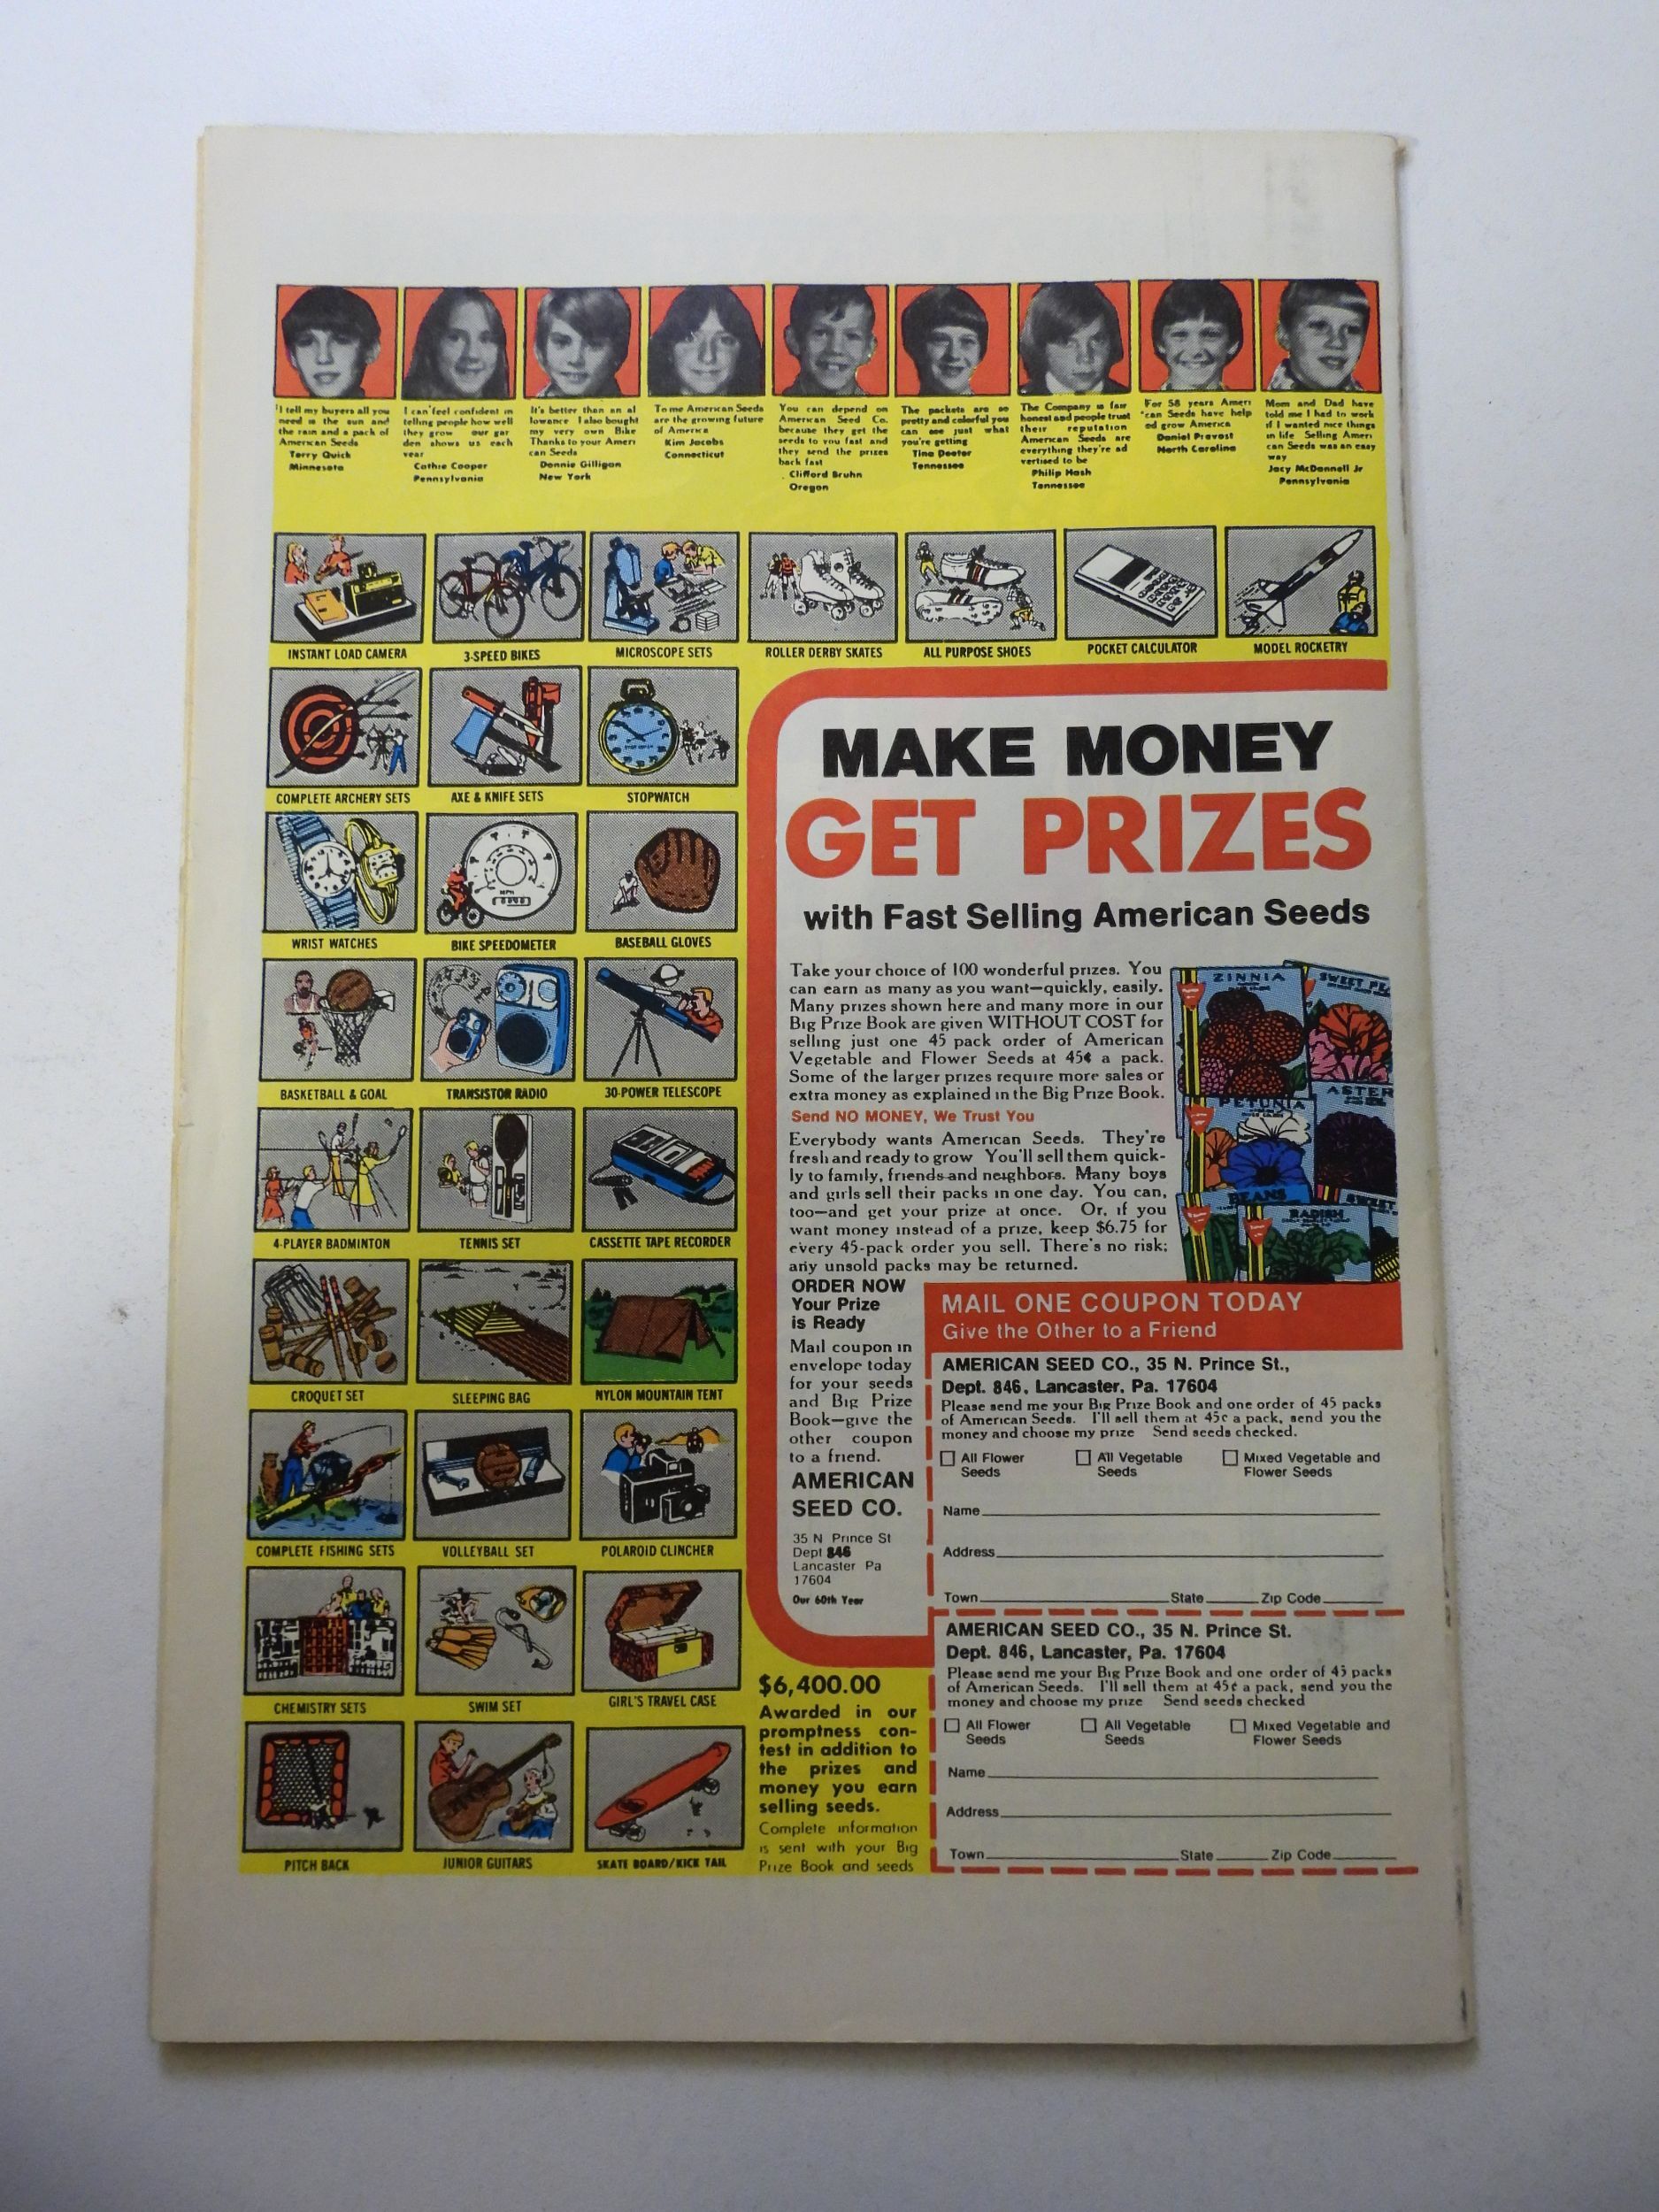 "I tell my buyers all you
need is the sun and
the rain and a pack of
American Seeds
Terry Quick
Minnesota
I can feel confident in
telling people how well
they grow our gar
den shows us each
year
Cathie Cooper
Pennsylvania
It's better than an al
lowance I also bought
my very own Bike
Thanks to your Ameri
can Seeds
Donnie Gilligan
New York
To me American Seeds
are the growing future
of America
Kim Jacobs
Connecticut
You can depend on
American Seed Co.
because they get the
seeds to you fast and
they send the prizes
back fast
Clifford Bruhn
Oregon
The packets are so
pretty and colorful you
can see just what
you're getting
Tina Deeter
Tennessee
The Company is fair
honest and people trust
their reputation
American Seeds are
everything they're ad
vertised to be
Philip Hash
Tennessee
For 58 years Ameri
can Seeds have help
ed grow America
Daniel Pravost
North Carolina
Mom and Dad have
told me I had to work
if I wanted nice things
in life Selling Ameri
can Seeds was an easy
way
Jacy McDannell Jr
Pennsylvania
INSTANT LOAD CAMERA
3-SPEED BIKES
MICROSCOPE SETS
ROLLER DERBY SKATES
ALL PURPOSE SHOES
POCKET CALCULATOR
MODEL ROCKETRY
COMPLETE ARCHERY SETS
AXE & KNIFE SETS
STOPWATCH
WRIST WATCHES
BIKE SPEEDOMETER
BASEBALL GLOVES
BASKETBALL & GOAL
TRANSISTOR RADIO
30-POWER TELESCOPE
4-PLAYER BADMINTON
TENNIS SET
CASSETTE TAPE RECORDER
CROQUET SET
SLEEPING BAG
NYLON MOUNTAIN TENT
COMPLETE FISHING SETS
VOLLEYBALL SET
POLAROID CLINCHER
CHEMISTRY SETS
SWIM SET
GIRL'S TRAVEL CASE
PITCH BACK
JUNIOR GUITARS
SKATE BOARD/KICK TAIL
MAKE MONEY
GET PRIZES
with Fast Selling American Seeds
Take your choice of 100 wonderful prizes. You
can earn as many as you want—quickly, easily.
Many prizes shown here and many more in our
Big Prize Book are given WITHOUT COST for
selling just one 45 pack order of American
Vegetable and Flower Seeds at 45¢ a pack.
Some of the larger prizes require more sales or
extra money as explained in the Big Prize Book.
Send NO MONEY, We Trust You
Everybody wants American Seeds. They're
fresh and ready to grow You'll sell them quick-
ly to family, friends and neighbors. Many boys
and girls sell their packs in one day. You can,
too—and get your prize at once. Or, if you
want money instead of a prize, keep $6.75 for
every 45-pack order you sell. There's no risk;
any unsold packs may be returned.
ZINNIA
SWEET PE
PETUNIA
ASTER
BEANS
RADISH
SWEET
ORDER NOW
Your Prize
is Ready
Mail coupon in
envelope today
for your seeds
and Big Prize
Book—give the
other coupon
to a friend.
AMERICAN
SEED CO.
35 N Prince St
Dept 846
Lancaster Pa
17604
Our 60th Year
MAIL ONE COUPON TODAY
Give the Other to a Friend
AMERICAN SEED CO., 35 N. Prince St.,
Dept. 846, Lancaster, Pa. 17604
Please send me your Big Prize Book and one order of 45 packs
of American Seeds. I'll sell them at 45¢ a pack, send you the
money and choose my prize Send seeds checked.
All Flower
Seeds
All Vegetable
Seeds
Mixed Vegetable and
Flower Seeds
Name
Address
Town State Zip Code
AMERICAN SEED CO., 35 N. Prince St.
Dept. 846, Lancaster, Pa. 17604
Please send me your Big Prize Book and one order of 45 packs
of American Seeds. I'll sell them at 45¢ a pack, send you the
money and choose my prize Send seeds checked
All Flower
Seeds
All Vegetable
Seeds
Mixed Vegetable and
Flower Seeds
Name
Address
Town State Zip Code
$6,400.00
Awarded in our
promptness con-
test in addition to
the prizes and
money you earn
selling seeds.
Complete information
is sent with your Big
Prize Book and seeds